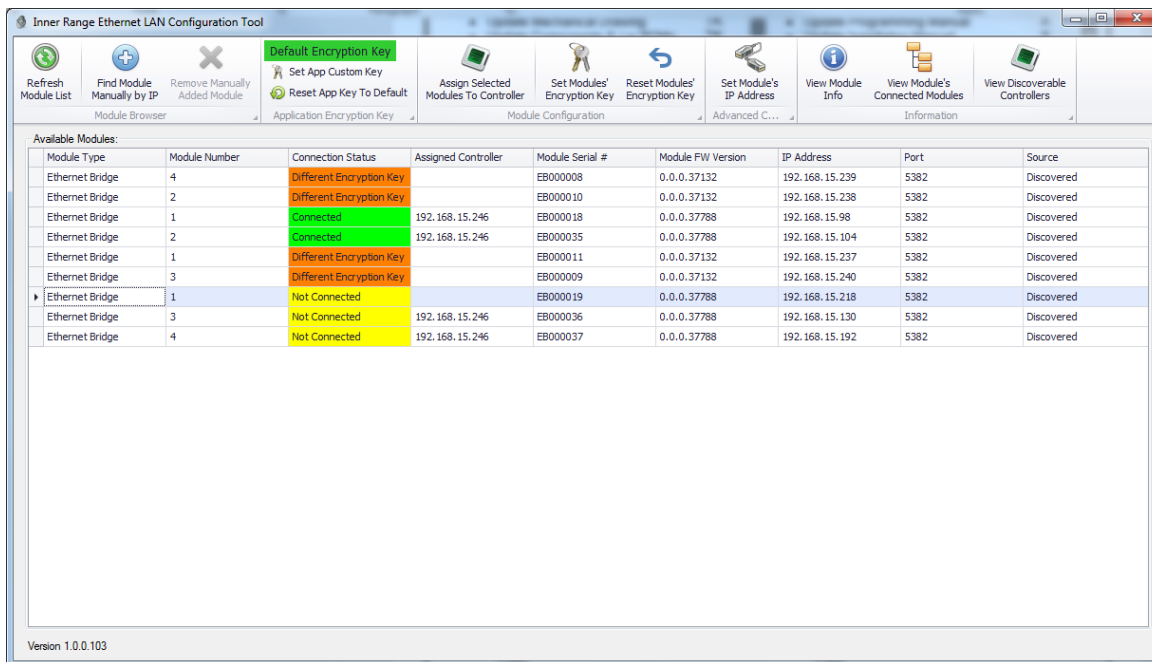 Inner Range Ethernet LAN Configuration Tool
Refresh Module List
Find Module Manually by IP
Remove Manually Added Module
Module Browser
Default Encryption Key
Set App Custom Key
Reset App Key To Default
Application Encryption Key
Assign Selected Modules To Controller
Set Modules' Encryption Key
Reset Modules' Encryption Key
Module Configuration
Set Module's IP Address
Advanced C...
View Module Info
View Module's Connected Modules
View Discoverable Controllers
Information
Available Modules:
Module Type Module Number Connection Status Assigned Controller Module Serial # Module FW Version IP Address Port Source
Ethernet Bridge 4 Different Encryption Key EB000008 0.0.0.37132 192.168.15.239 5382 Discovered
Ethernet Bridge 2 Different Encryption Key EB000010 0.0.0.37132 192.168.15.238 5382 Discovered
Ethernet Bridge 1 Connected 192.168.15.246 EB000018 0.0.0.37788 192.168.15.98 5382 Discovered
Ethernet Bridge 2 Connected 192.168.15.246 EB000035 0.0.0.37788 192.168.15.104 5382 Discovered
Ethernet Bridge 1 Different Encryption Key EB000011 0.0.0.37132 192.168.15.237 5382 Discovered
Ethernet Bridge 3 Different Encryption Key EB000009 0.0.0.37132 192.168.15.240 5382 Discovered
Ethernet Bridge 1 Not Connected EB000019 0.0.0.37788 192.168.15.218 5382 Discovered
Ethernet Bridge 3 Not Connected 192.168.15.246 EB000036 0.0.0.37788 192.168.15.130 5382 Discovered
Ethernet Bridge 4 Not Connected 192.168.15.246 EB000037 0.0.0.37788 192.168.15.192 5382 Discovered
Version 1.0.0.103